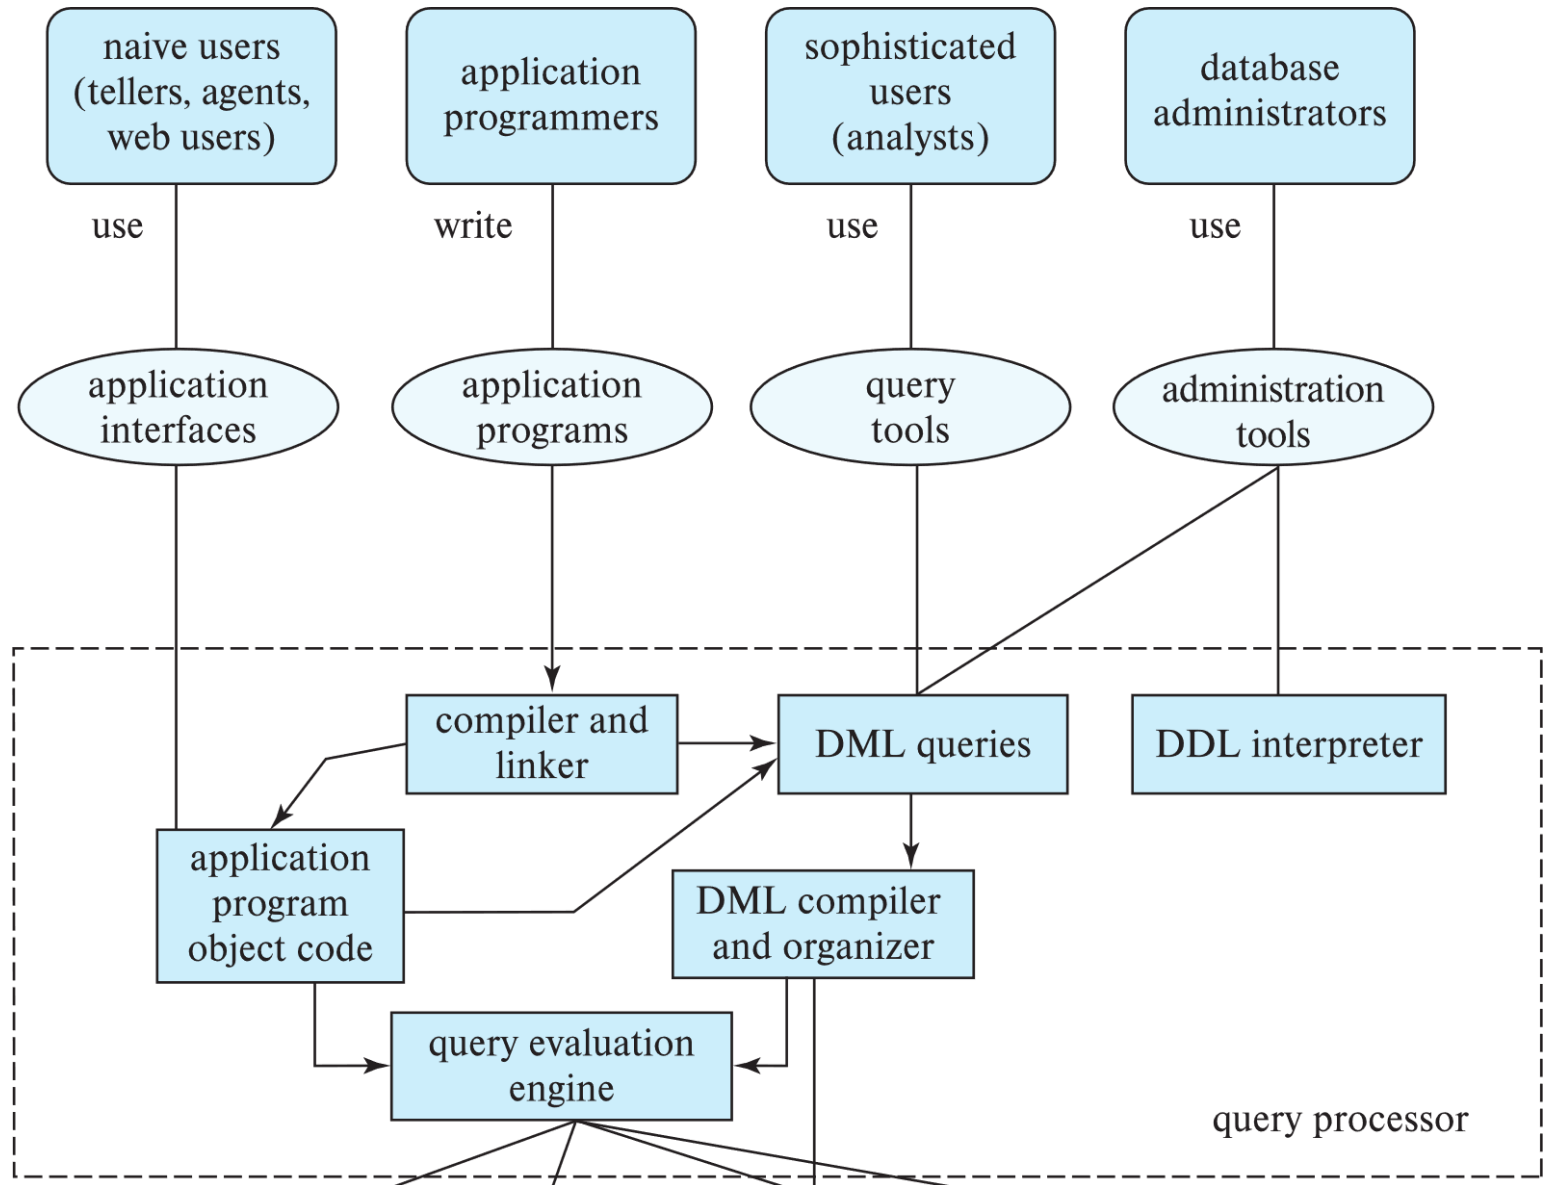 naive users
(tellers, agents,
web users)
application
programmers
sophisticated
users
(analysts)
database
administrators
use
write
use
use
application
interfaces
application
programs
query
tools
administration
tools
compiler and
linker
DML queries
DDL interpreter
application
program
object code
DML compiler
and organizer
query evaluation
engine
query processor